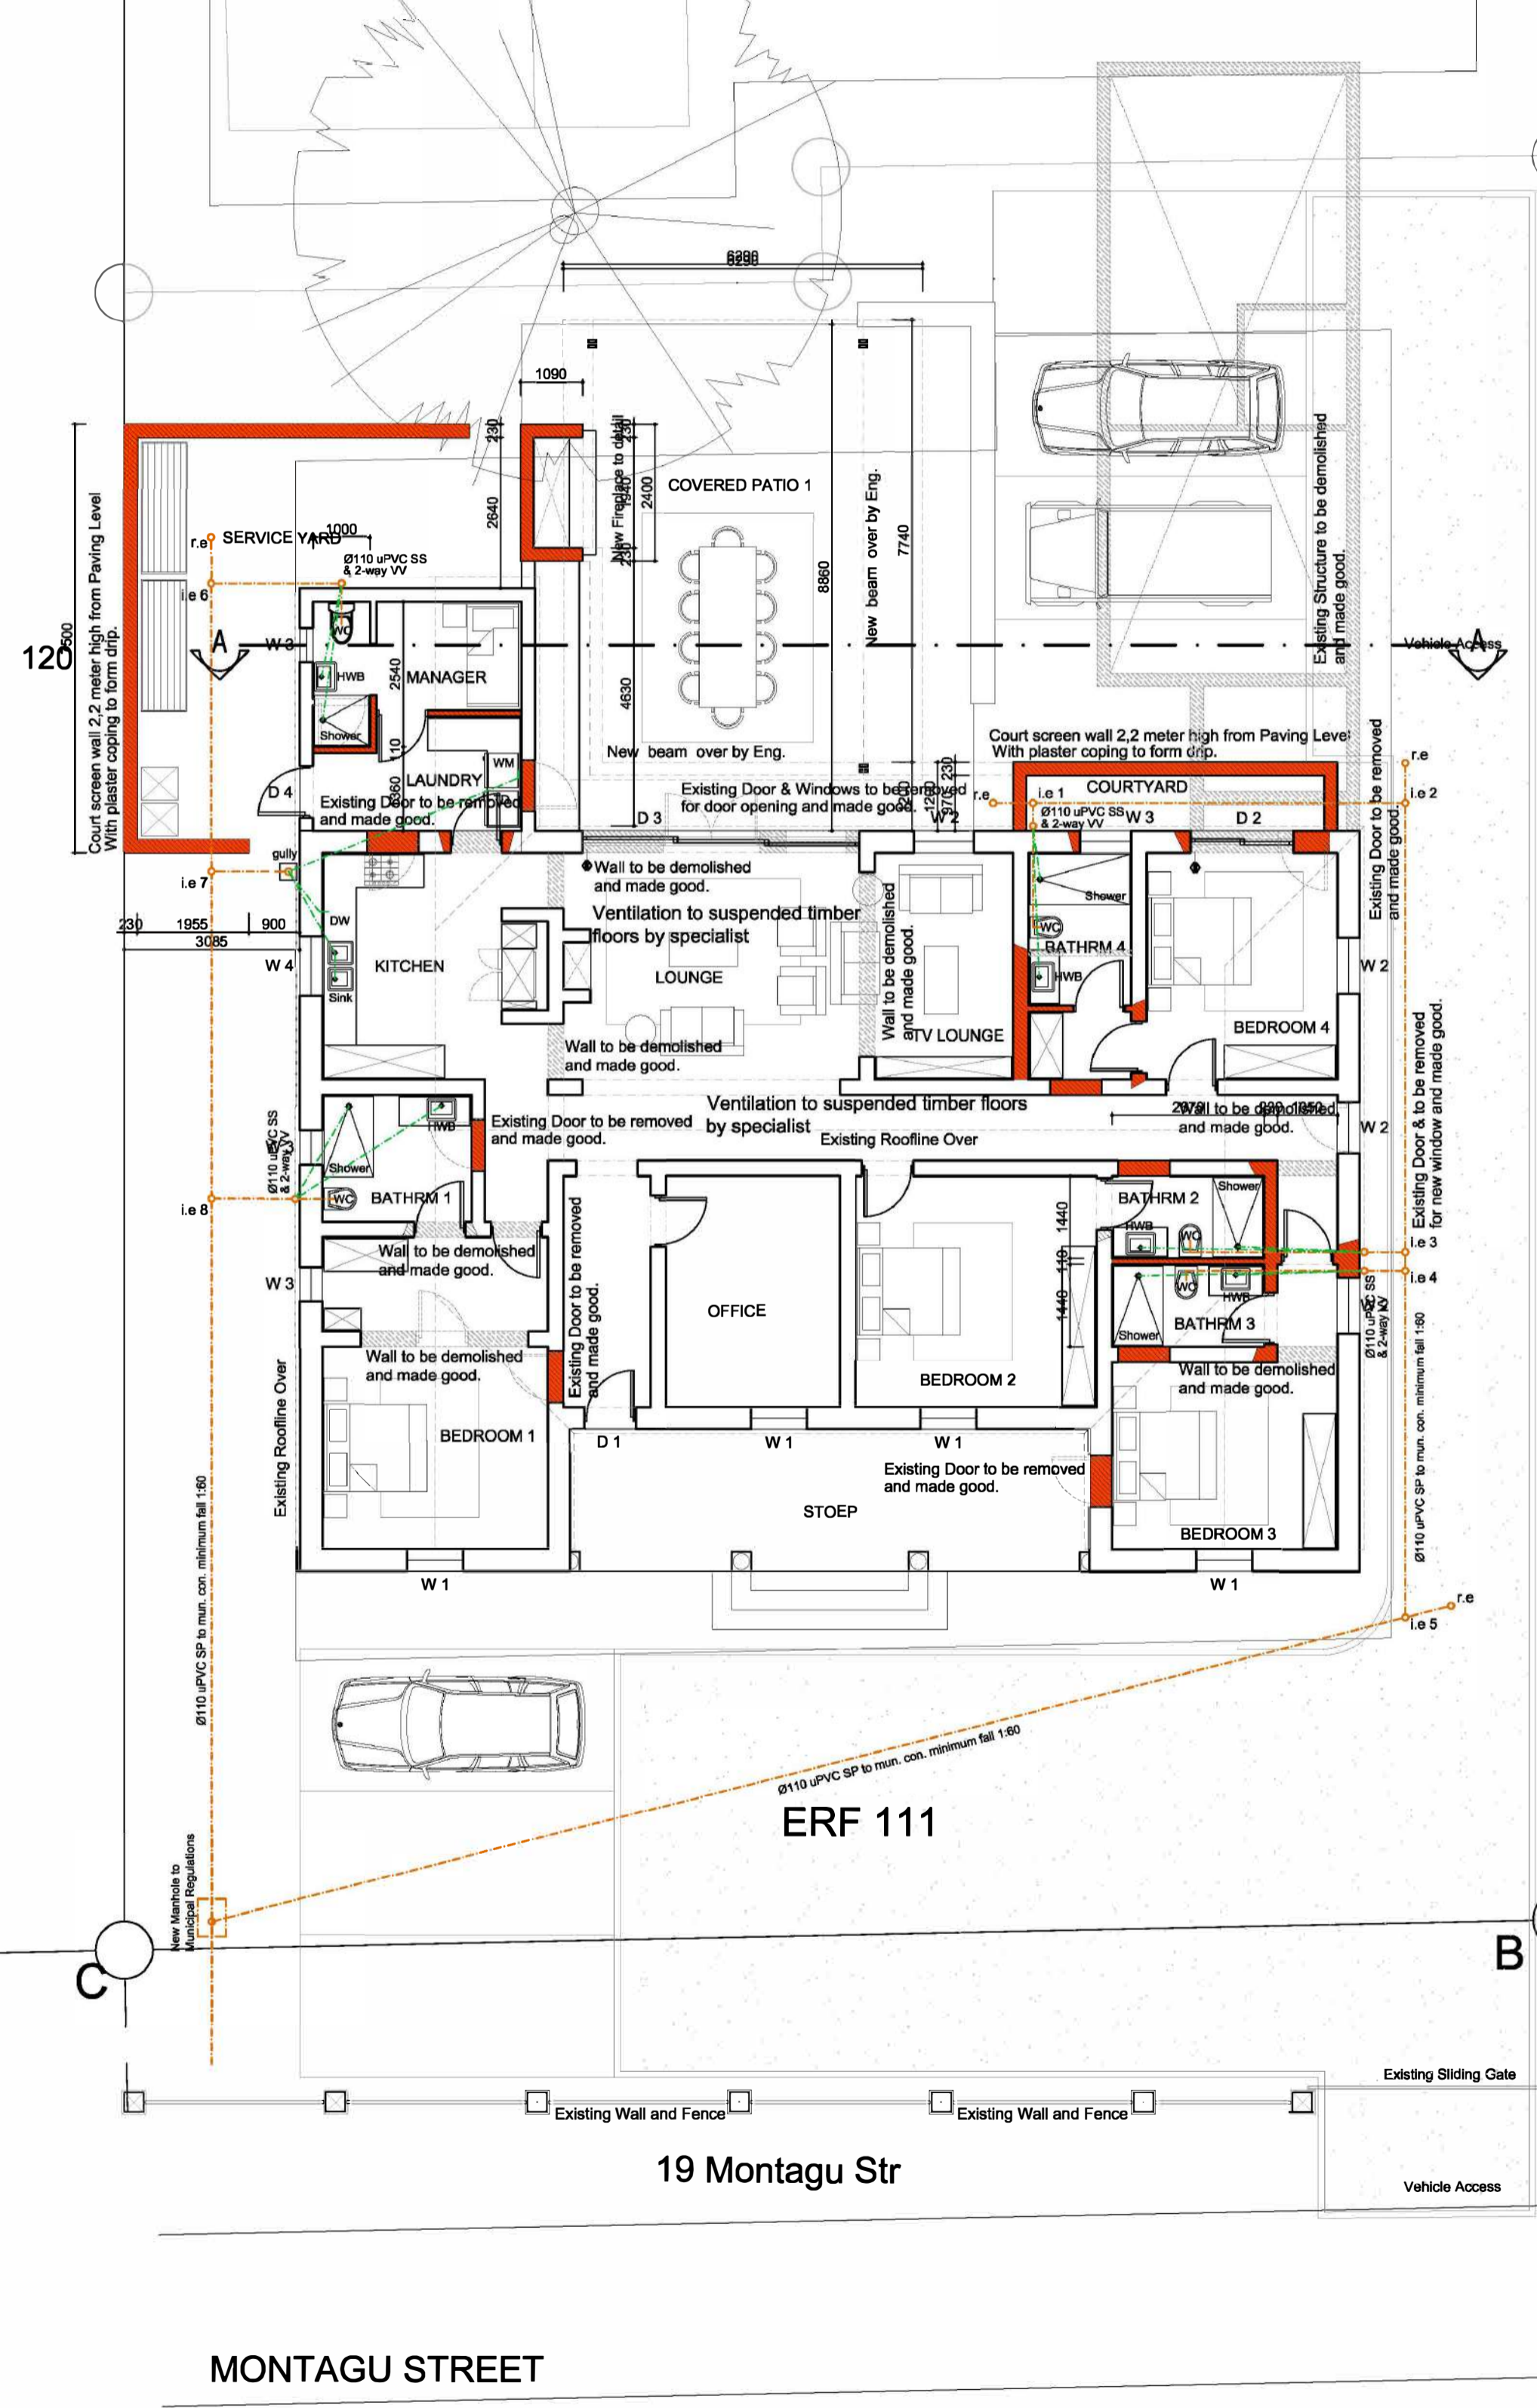 1090
230
2640
New Fireplace to detail
2400
COVERED PATIO 1
8860
7740
New beam over by Eng.
Existing Structure to be demolished
and made good.
Court screen wall 2,2 meter high from Paving Level
With plaster coping to form drip.
120
r.e
SERVICE YARD
1000
Ø110 uPVC SS
& 2-way VV
i.e 6
A
W 3
WC
HWB
2540
MANAGER
4630
Vehicle Access
A
Shower
110
LAUNDRY
WM
New beam over by Eng.
Court screen wall 2,2 meter high from Paving Level
With plaster coping to form drip.
D 4
Existing Door to be removed
and made good.
Existing Door & Windows to be removed
for door opening and made good.
D 3
W 2
1200
970
230
r.e
i.e 1
COURTYARD
Ø110 uPVC SS
& 2-way VV
W 3
D 2
r.e
i.e 2
Existing Door to be removed
and made good.
gully
i.e 7
230
1955
900
3085
DW
W 4
KITCHEN
Sink
Wall to be demolished
and made good.
Ventilation to suspended timber
floors by specialist
LOUNGE
Wall to be demolished
and made good.
Wall to be demolished
and made good.
TV LOUNGE
Shower
WC
BATHRM 4
HWB
BEDROOM 4
W 2
Existing Door & to be removed
for new window and made good.
Ø110 uPVC SS
& 2-way VV
W 3
HWB
Shower
WC
BATHRM 1
i.e 8
Existing Door to be removed
and made good.
Ventilation to suspended timber floors
by specialist
Existing Roofline Over
Wall to be demolished
and made good.
W 2
Wall to be demolished
and made good.
W 3
Existing Door to be removed
and made good.
OFFICE
1440
110
1440
BEDROOM 2
BATHRM 2
Shower
HWB
WC
i.e 3
i.e 4
WC
HWB
Shower
BATHRM 3
W 2
Ø110 uPVC SS
& 2-way VV
Ø110 uPVC SP to mun. con. minimum fall 1:60
Wall to be demolished
and made good.
Wall to be demolished
and made good.
Existing Roofline Over
BEDROOM 1
D 1
W 1
W 1
Existing Door to be removed
and made good.
STOEP
BEDROOM 3
W 1
W 1
r.e
i.e 5
Ø110 uPVC SP to mun. con. minimum fall 1:60
Ø110 uPVC SP to mun. con. minimum fall 1:60
ERF 111
New Manhole to
Municipal Regulations
C
B
Existing Sliding Gate
Existing Wall and Fence
Existing Wall and Fence
19 Montagu Str
Vehicle Access
MONTAGU STREET